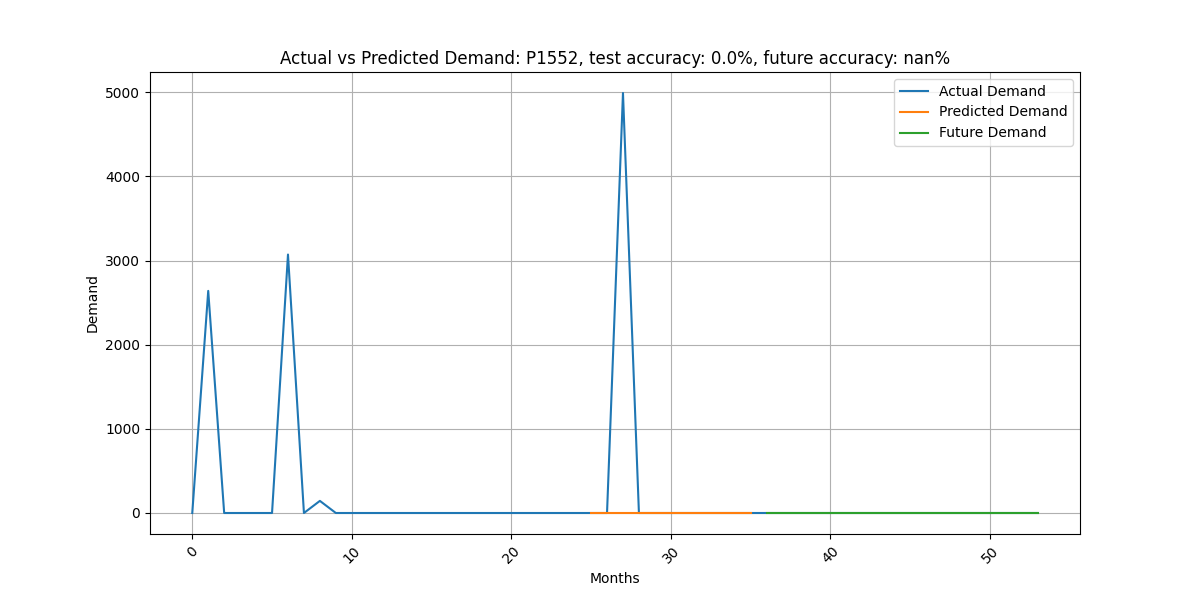 Actual vs Predicted Demand: P1552, test accuracy: 0.0%, future accuracy: nan%
Actual Demand
Predicted Demand
Future Demand
5000
4000
3000
2000
1000
0
Demand
0 10 20 30 40 50
Months